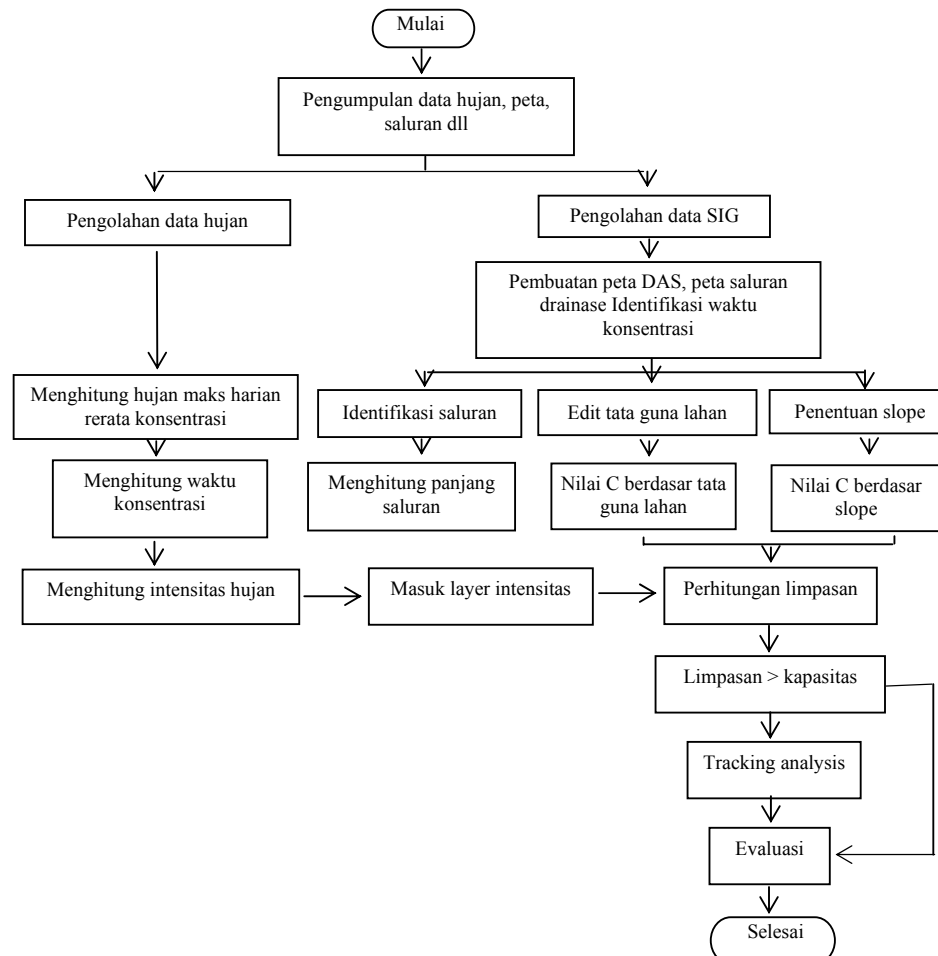 Mulai
Pengumpulan data hujan, peta,
saluran dll
Pengolahan data hujan
Pengolahan data SIG
Pembuatan peta DAS, peta saluran
drainase Identifikasi waktu
konsentrasi
Menghitung hujan maks harian
rerata konsentrasi
Identifikasi saluran
Edit tata guna lahan
Penentuan slope
Menghitung waktu
konsentrasi
Menghitung panjang
saluran
Nilai C berdasar tata
guna lahan
Nilai C berdasar
slope
Menghitung intensitas hujan
Masuk layer intensitas
Perhitungan limpasan
Limpasan > kapasitas
Tracking analysis
Evaluasi
Selesai